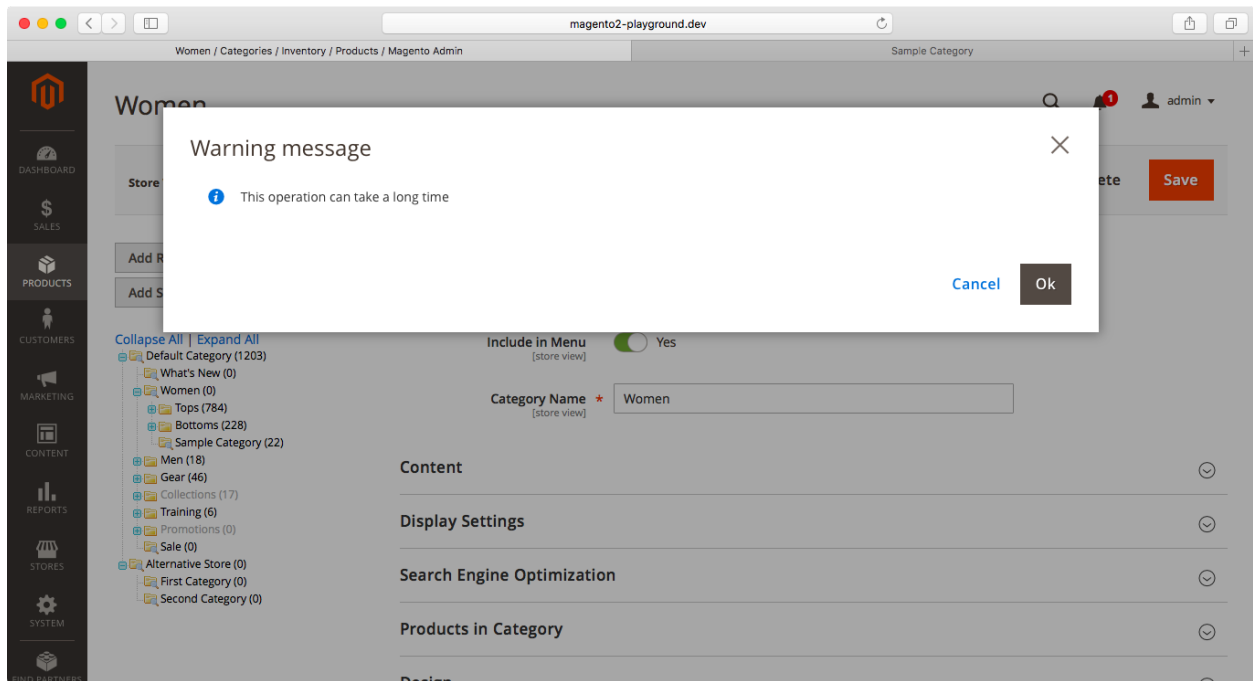 magento2-playground.dev
Women / Categories / Inventory / Products / Magento Admin
Sample Category
Women
1
admin
DASHBOARD
SALES
PRODUCTS
CUSTOMERS
MARKETING
CONTENT
REPORTS
STORES
SYSTEM
FIND PARTNERS
Store
Save
Warning message
This operation can take a long time
Cancel
Ok
Add
Add
Collapse All | Expand All
Default Category (1203)
What's New (0)
Women (0)
Tops (784)
Bottoms (228)
Sample Category (22)
Men (18)
Gear (46)
Collections (17)
Training (6)
Promotions (0)
Sale (0)
Alternative Store (0)
First Category (0)
Second Category (0)
Include in Menu
[store view]
Yes
Category Name *
[store view]
Women
Content
Display Settings
Search Engine Optimization
Products in Category
Design